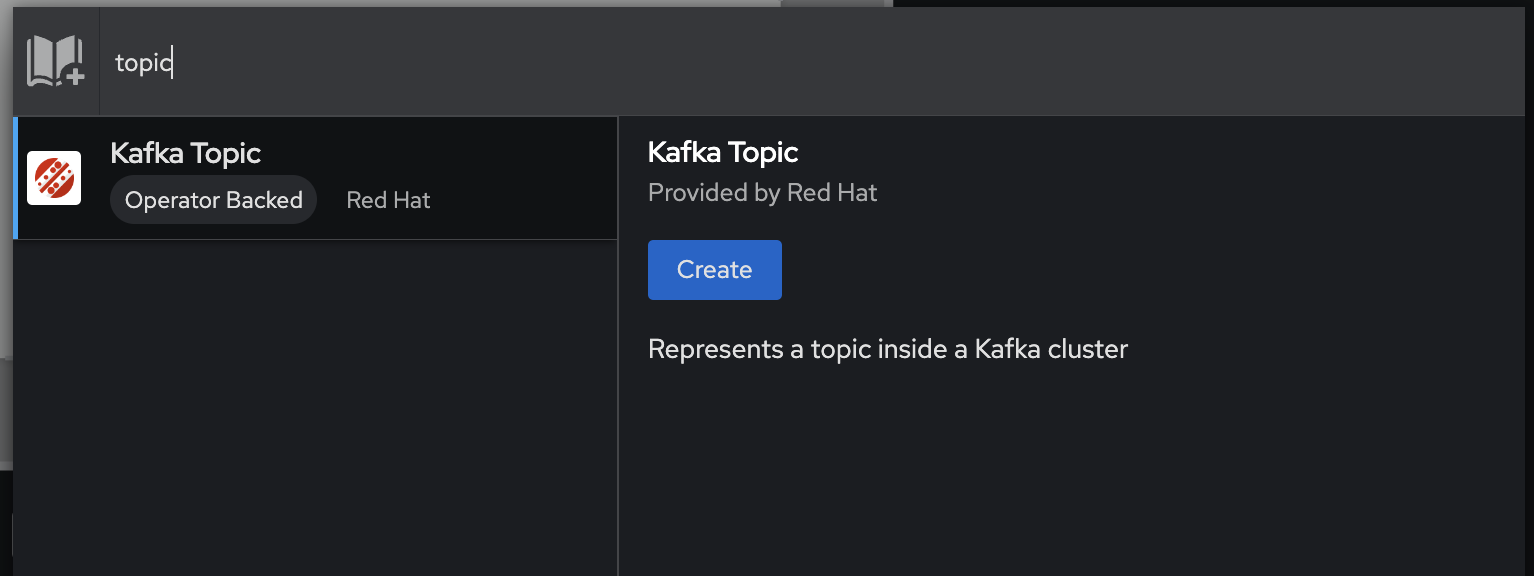 topic
Kafka Topic
Operator Backed Red Hat
Kafka Topic
Provided by Red Hat
Create
Represents a topic inside a Kafka cluster